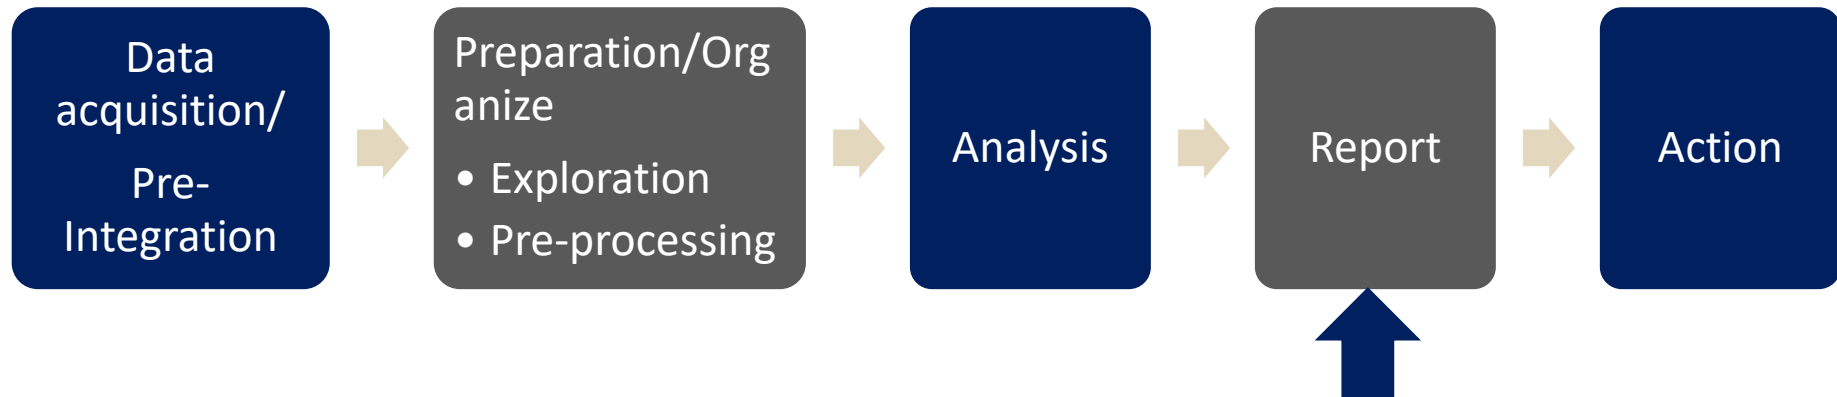 Data
acquisition/
Pre-
Integration
Preparation/Org
anize
• Exploration
• Pre-processing
Analysis
Report
Action